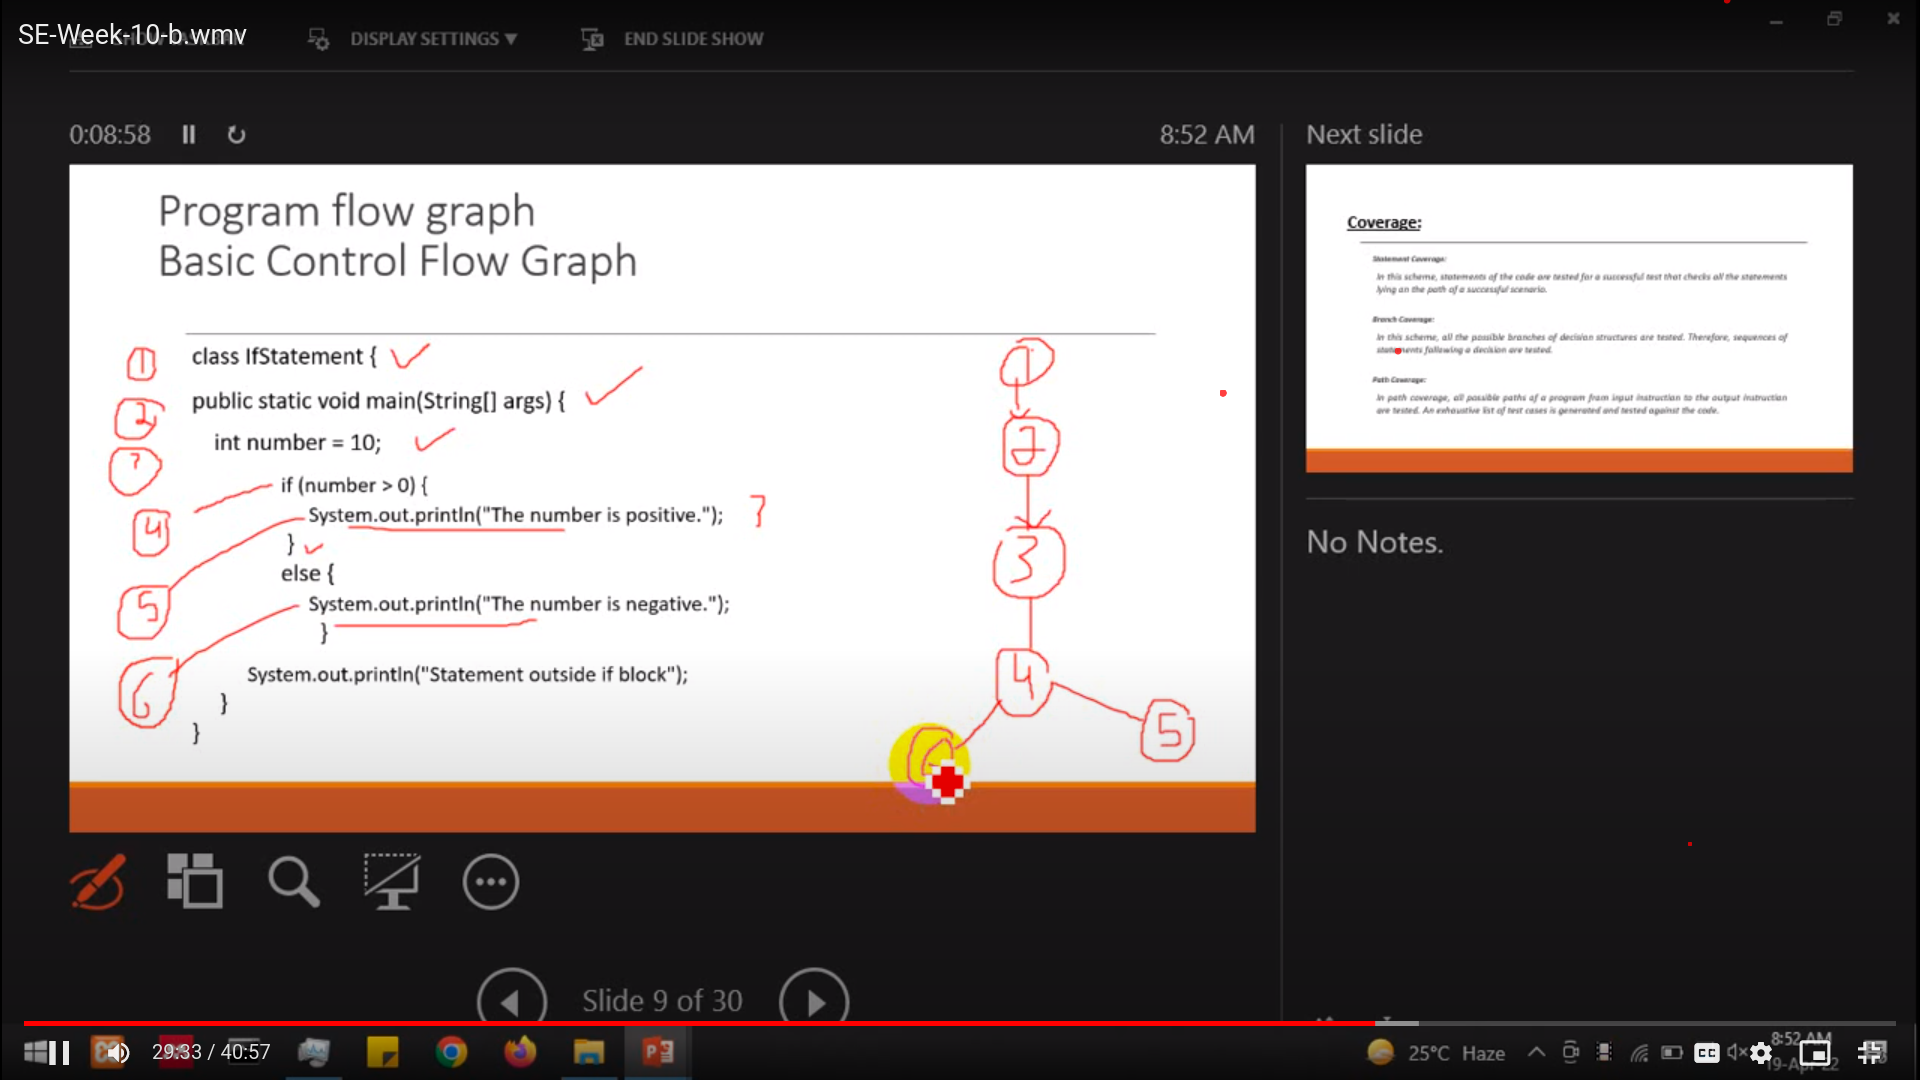 SE-Week-10-b.wmv
DISPLAY SETTINGS ▼
END SLIDE SHOW
0:08:58
8:52 AM
Next slide
Program flow graph
Basic Control Flow Graph
1 class IfStatement {
2 public static void main(String[] args) {
int number = 10;
if (number > 0) {
4
System.out.println("The number is positive.");
}
else {
5
System.out.println("The number is negative.");
}
6
System.out.println("Statement outside if block");
}
}
1
2
3
4
5
6
Coverage:
Statement Coverage:
In this scheme, statements of the code are tested for a successful test that checks all the statements
lying on the path of a successful scenario.
Branch Coverage:
In this scheme, all the possible branches of decision structures are tested. Therefore, sequences of
statements following a decision are tested.
Path Coverage:
In path coverage, all possible paths of a program from input instruction to the output instruction
are tested. An exhaustive list of test cases is generated and tested against the code.
No Notes.
Slide 9 of 30
29:33 / 40:57
25°C Haze
CC
8:52 AM
19-Apr-22